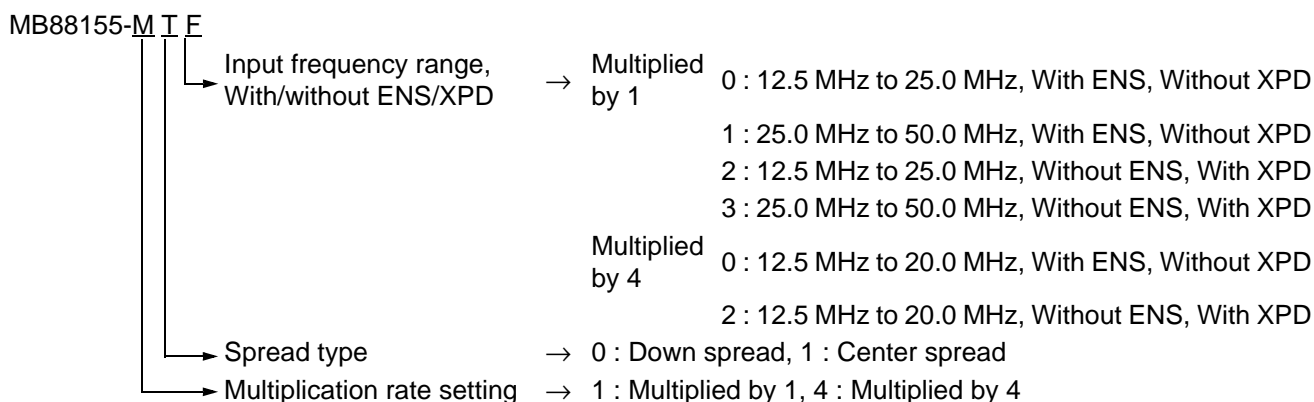 MB88155-M T F
Input frequency range, With/without ENS/XPD → Multiplied by 1 0 : 12.5 MHz to 25.0 MHz, With ENS, Without XPD
1 : 25.0 MHz to 50.0 MHz, With ENS, Without XPD
2 : 12.5 MHz to 25.0 MHz, Without ENS, With XPD
3 : 25.0 MHz to 50.0 MHz, Without ENS, With XPD
Multiplied by 4 0 : 12.5 MHz to 20.0 MHz, With ENS, Without XPD
2 : 12.5 MHz to 20.0 MHz, Without ENS, With XPD
Spread type → 0 : Down spread, 1 : Center spread
Multiplication rate setting → 1 : Multiplied by 1, 4 : Multiplied by 4